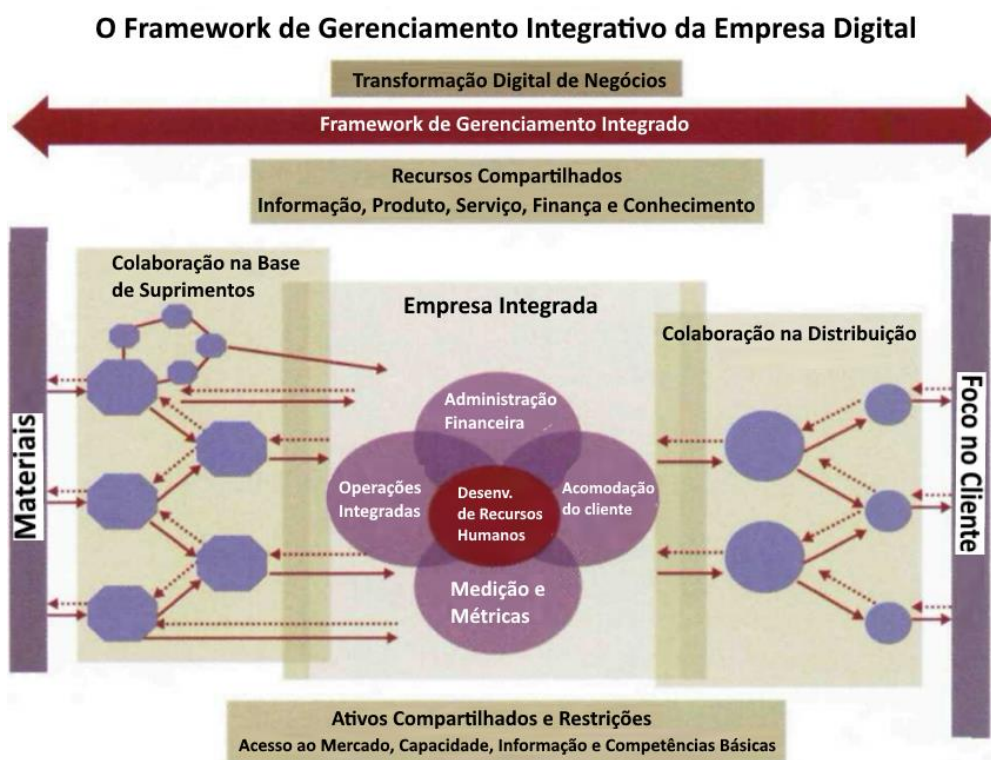 O Framework de Gerenciamento Integrativo da Empresa Digital
Transformação Digital de Negócios
Framework de Gerenciamento Integrado
Recursos Compartilhados
Informação, Produto, Serviço, Finança e Conhecimento
Materiais
Colaboração na Base
de Suprimentos
Empresa Integrada
Administração
Financeira
Operações
Integradas
Desenv.
de Recursos
Humanos
Acomodação
do cliente
Medição e
Métricas
Colaboração na Distribuição
Foco no Cliente
Ativos Compartilhados e Restrições
Acesso ao Mercado, Capacidade, Informação e Competências Básicas